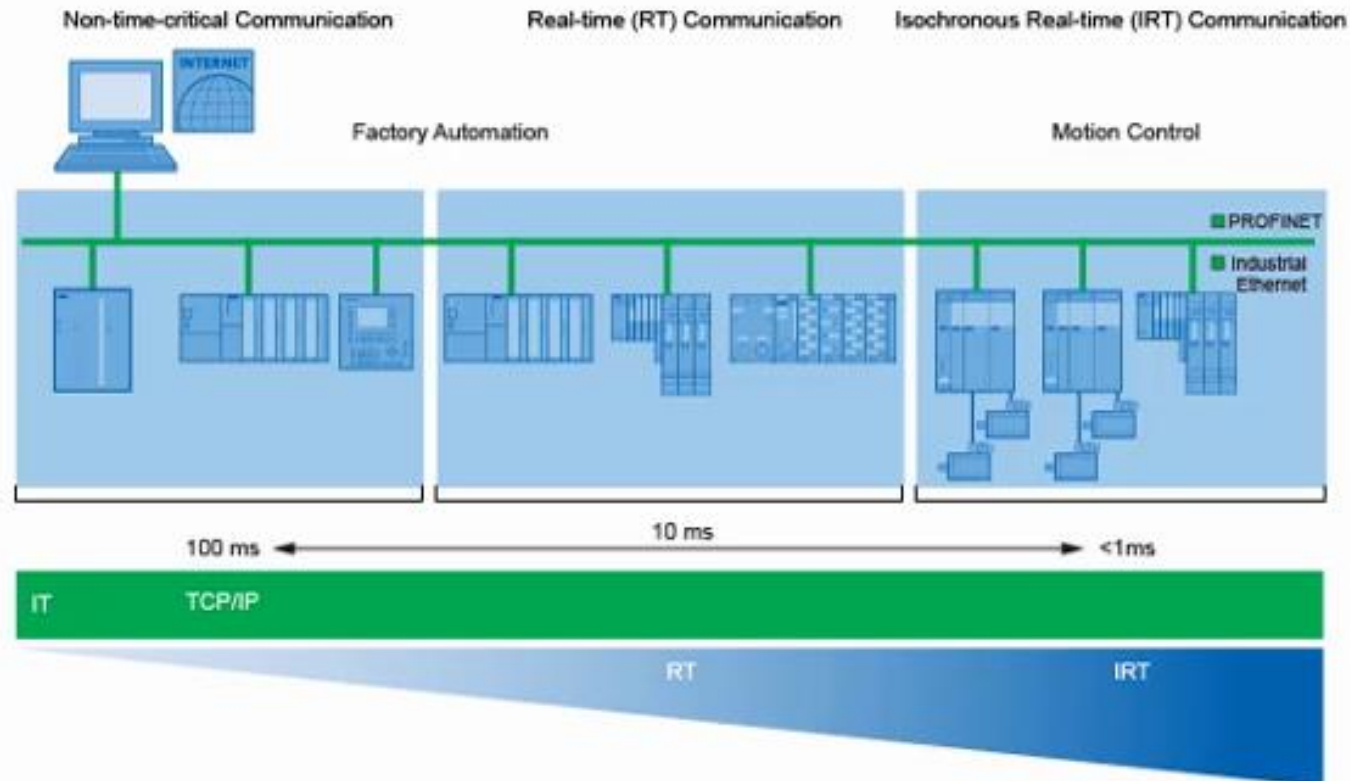 Non-time-critical Communication
Real-time (RT) Communication
Isochronous Real-time (IRT) Communication
INTERNET
Factory Automation
Motion Control
PROFINET
Industrial
Ethernet
100 ms
10 ms
<1ms
IT
TCP/IP
RT
IRT